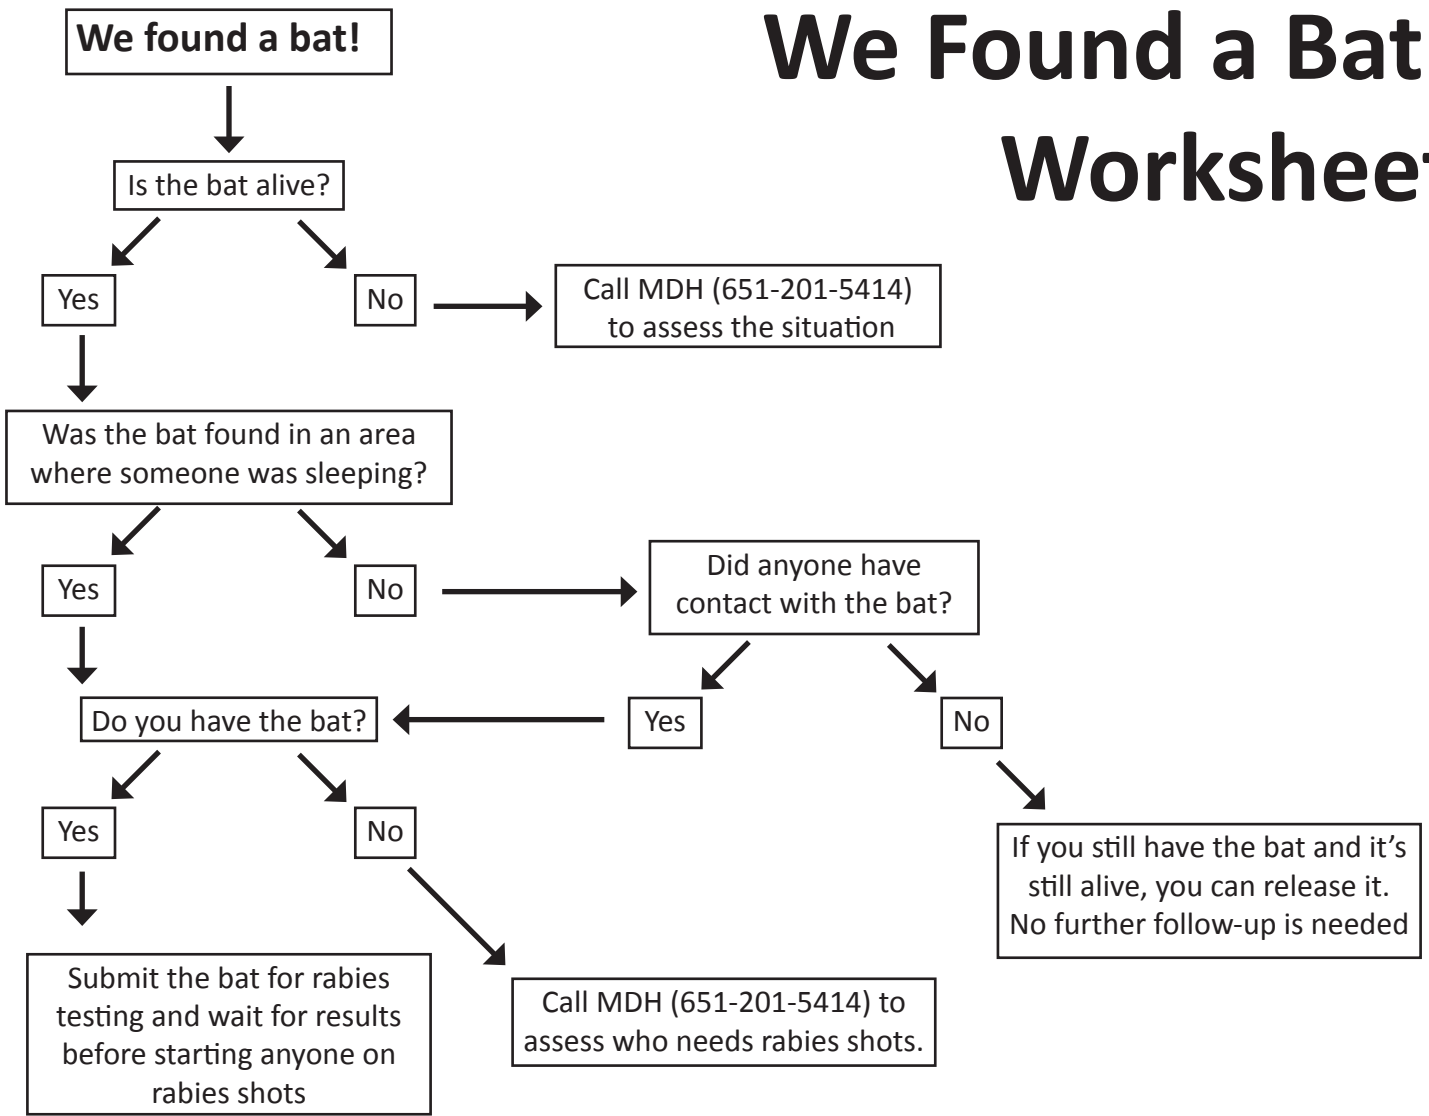 We Found a Bat
Workshee
We found a bat!
Is the bat alive?
Yes
No
Call MDH (651-201-5414)
to assess the situation
Was the bat found in an area
where someone was sleeping?
Yes
No
Did anyone have
contact with the bat?
Yes
No
Do you have the bat?
Yes
No
If you still have the bat and it's
still alive, you can release it.
No further follow-up is needed
Submit the bat for rabies
testing and wait for results
before starting anyone on
rabies shots
Call MDH (651-201-5414) to
assess who needs rabies shots.